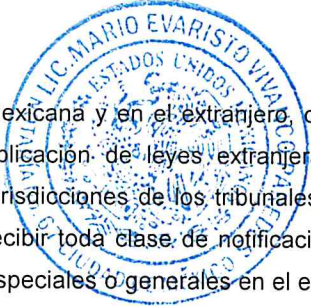 LIC. MARIO EVARISTO VIVA
ESTADOS UNIDOS
exicana y en el extranjero,
plicación de leyes extranjer
risdicciones de los tribunales
ecibir toda clase de notificaci
speciales o generales en el e